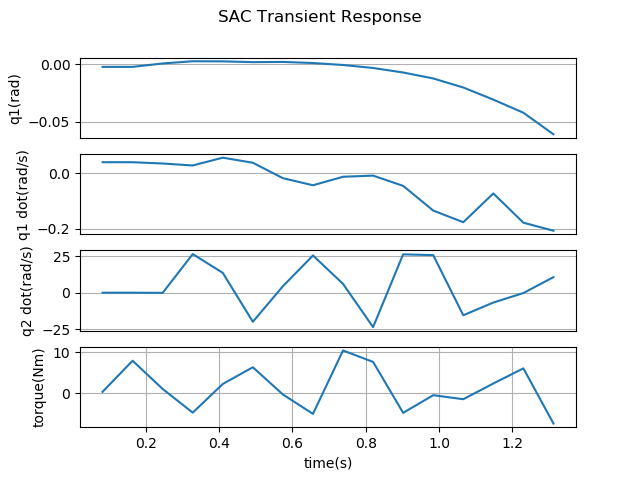 SAC Transient Response
q1(rad)
0.00
−0.05
q1 dot(rad/s)
0.0
−0.2
q2 dot(rad/s)
25
0
−25
torque(Nm)
10
0
0.2 0.4 0.6 0.8 1.0 1.2
time(s)